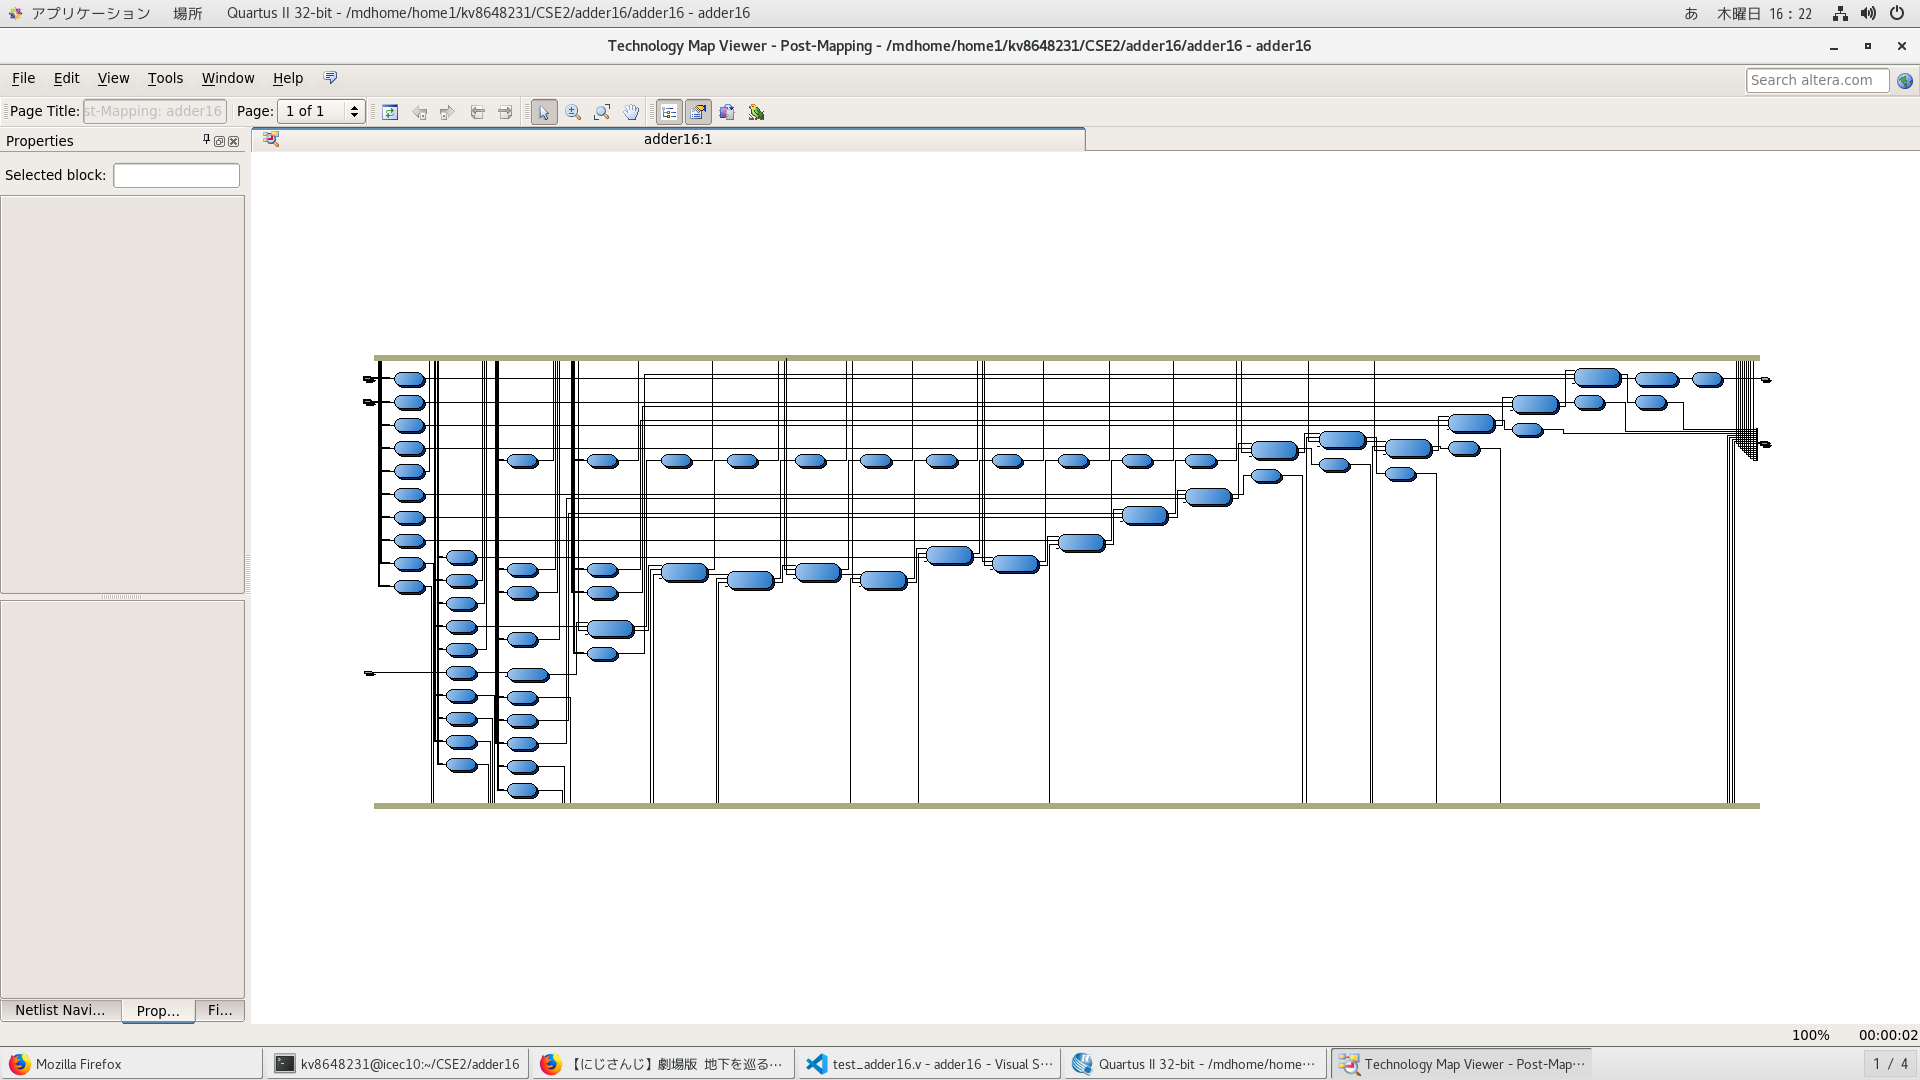 アプリケーション 場所 Quartus II 32-bit - /mdhome/home1/kv8648231/CSE2/adder16/adder16 - adder16 あ 木曜日 16：22
Technology Map Viewer - Post-Mapping - /mdhome/home1/kv8648231/CSE2/adder16/adder16 - adder16
File Edit View Tools Window Help Search altera.com
Page Title: st-Mapping: adder16 Page: 1 of 1
Properties adder16:1
Selected block:
Netlist Navi... Prop... Fi...
100% 00:00:02
Mozilla Firefox kv8648231@icec10:~/CSE2/adder16 【にじさんじ】劇場版 地下を巡る… test_adder16.v - adder16 - Visual S… Quartus II 32-bit - /mdhome/home… Technology Map Viewer - Post-Map… 1 / 4